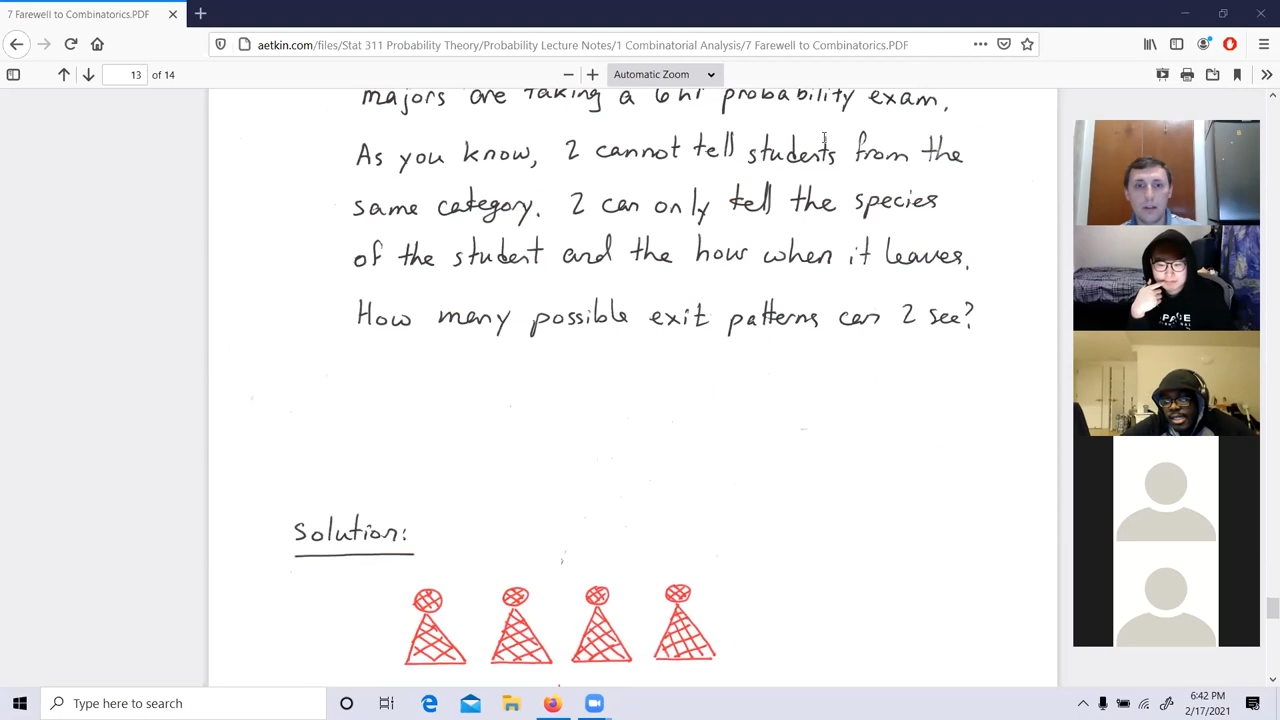 7 Farewell to Combinatorics.PDF
aetkin.com/files/Stat 311 Probability Theory/Probability Lecture Notes/1 Combinatorial Analysis/7 Farewell to Combinatorics.PDF
13 of 14
Automatic Zoom
majors are taking a 6 hr probability exam.
As you know, 2 cannot tell students from the
same category. 2 can only tell the species
of the student and the hour when it leaves.
How many possible exit patterns can 2 see?
Solution:
Type here to search
6:42 PM
2/17/2021